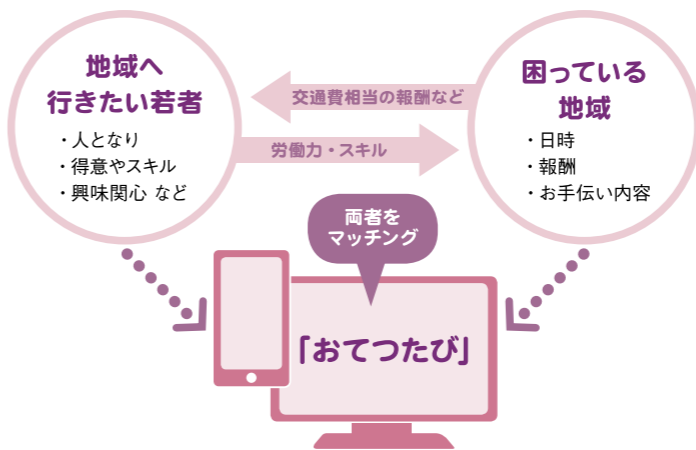 地域へ
行きたい若者
・人となり
・得意やスキル
・興味関心 など
交通費相当の報酬など
労働力・スキル
困っている
地域
・日時
・報酬
・お手伝い内容
両者を
マッチング
「おてつたび」